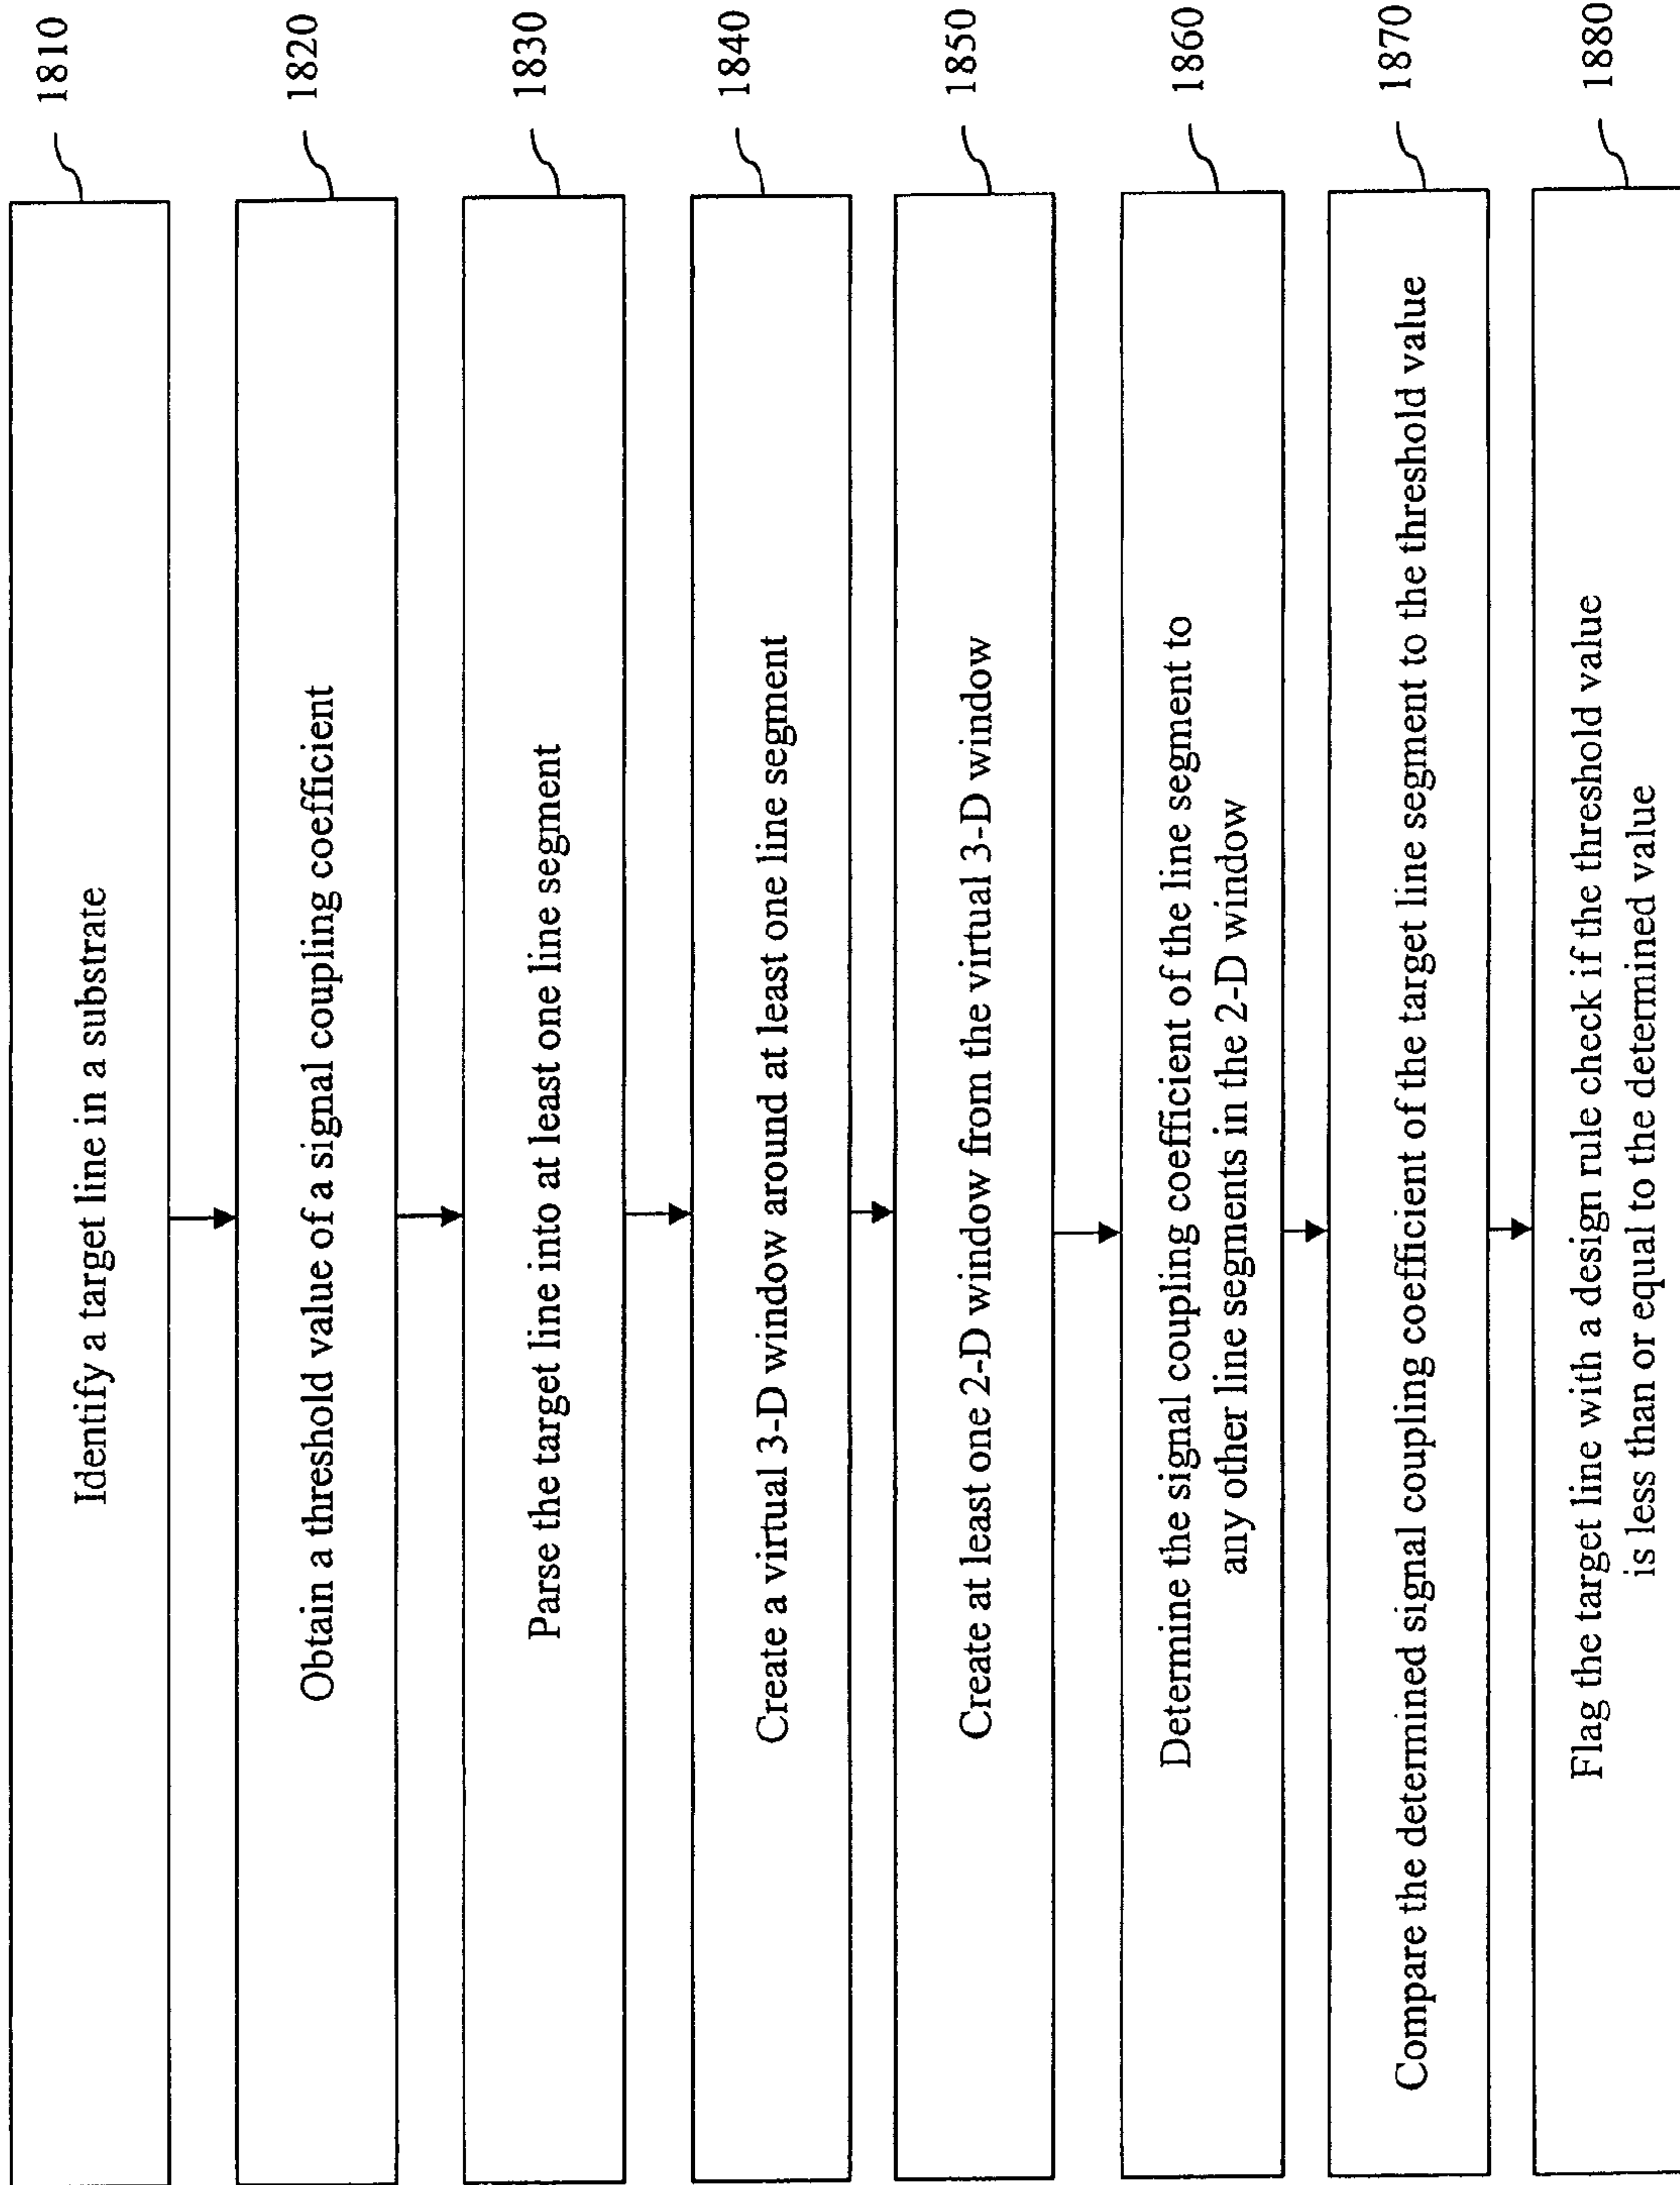 Identify a target line in a substrate
1810
Obtain a threshold value of a signal coupling coefficient
1820
Parse the target line into at least one line segment
1830
Create a virtual 3-D window around at least one line segment
1840
Create at least one 2-D window from the virtual 3-D window
1850
Determine the signal coupling coefficient of the line segment to
any other line segments in the 2-D window
1860
Compare the determined signal coupling coefficient of the target line segment to the threshold value
1870
Flag the target line with a design rule check if the threshold value
is less than or equal to the determined value
1880